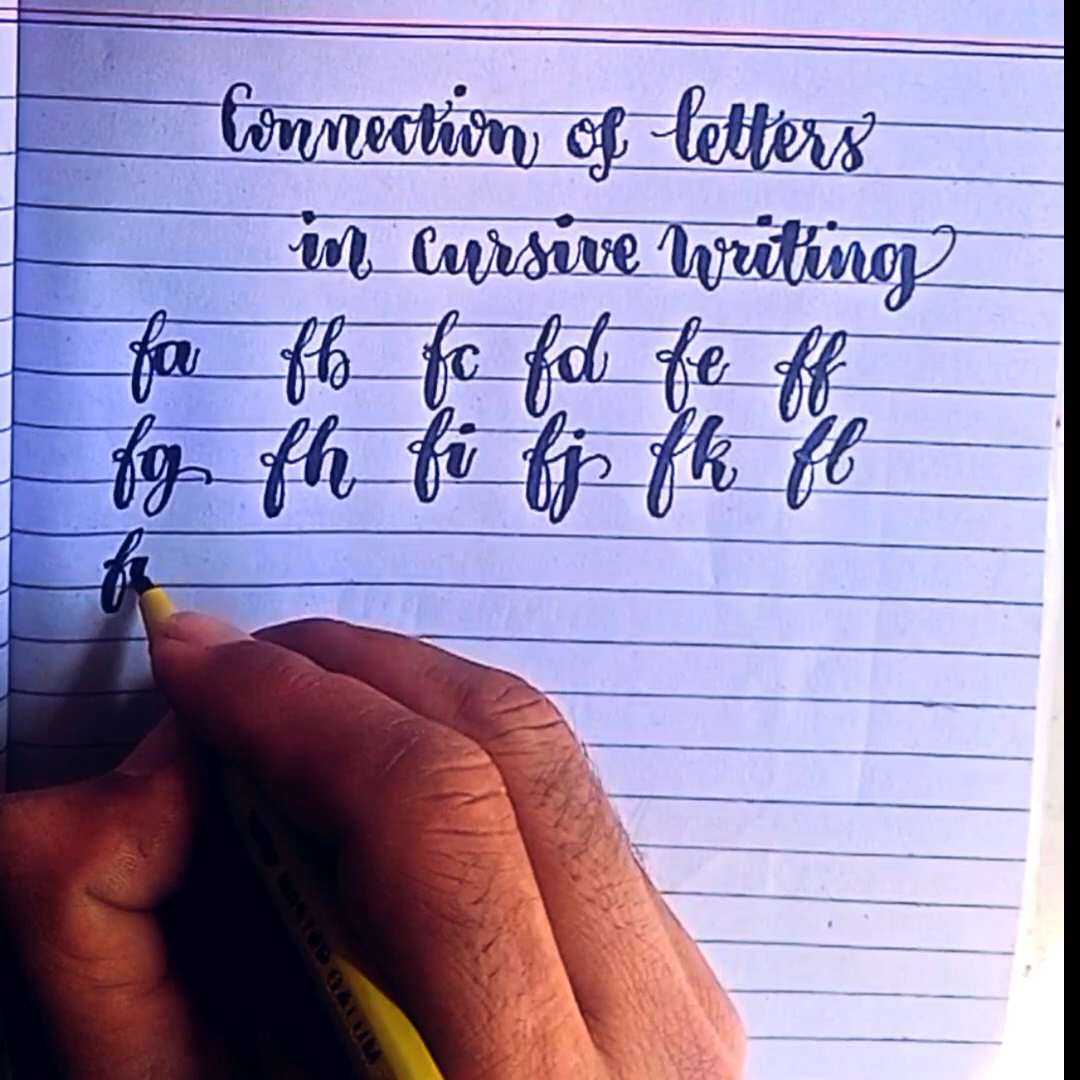 Connection of letters
in cursive writing
fa fb fc fd fe ff
fg fh fi fj fk fl